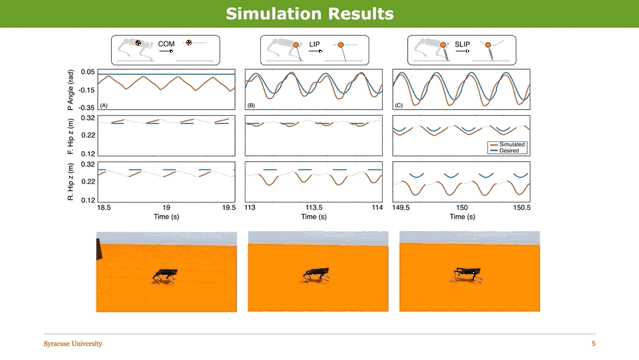 Simulation Results
COM
LIP
SLIP
P Angle (rad)
0.05
-0.15
-0.35
(A)
(B)
(C)
F. Hip z (m)
0.32
0.22
0.12
Simulated
Desired
R. Hip z (m)
0.32
0.22
0.12
18.5 19 19.5
113 113.5 114
149.5 150 150.5
Time (s)
Time (s)
Time (s)
Syracuse University
5